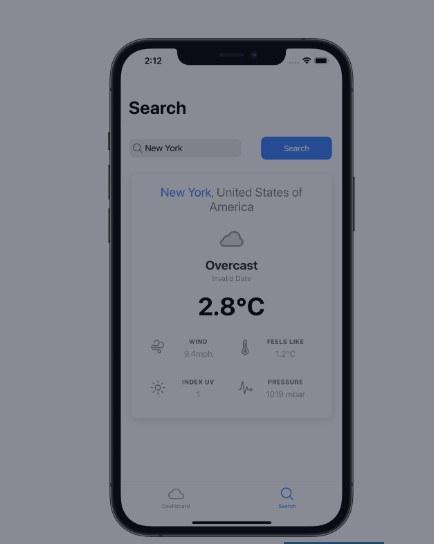 2:12
Search
New York
Search
New York, United States of
America
Overcast
Invalid Date
2.8°C
WIND
9.4mph
FEELS LIKE
1.2°C
INDEX UV
1
PRESSURE
1019 mbar
Dashboard
Search